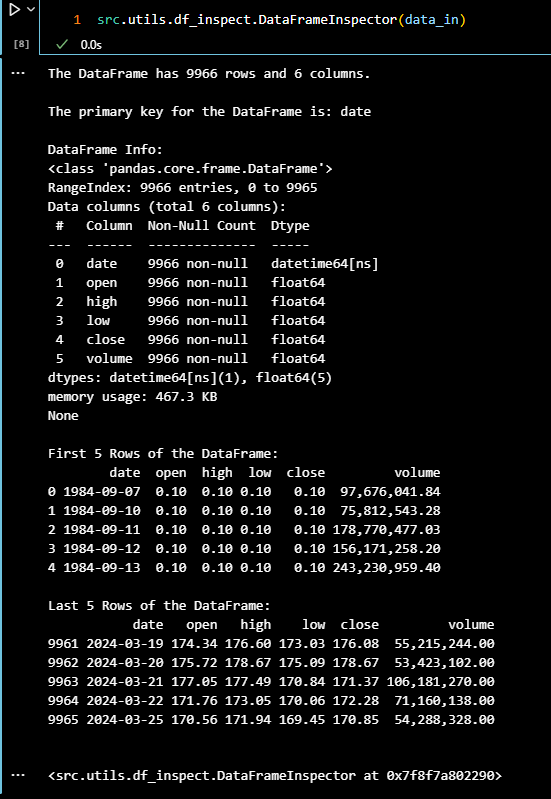 1 src.utils.df_inspect.DataFrameInspector(data_in)
[8] 0.0s
... The DataFrame has 9966 rows and 6 columns.
The primary key for the DataFrame is: date
DataFrame Info:
<class 'pandas.core.frame.DataFrame'>
RangeIndex: 9966 entries, 0 to 9965
Data columns (total 6 columns):
#   Column  Non-Null Count  Dtype
---  ------  --------------  -----
0   date    9966 non-null   datetime64[ns]
1   open    9966 non-null   float64
2   high    9966 non-null   float64
3   low     9966 non-null   float64
4   close   9966 non-null   float64
5   volume  9966 non-null   float64
dtypes: datetime64[ns](1), float64(5)
memory usage: 467.3 KB
None
First 5 Rows of the DataFrame:
date  open  high  low  close         volume
0 1984-09-07  0.10  0.10 0.10   0.10  97,676,041.84
1 1984-09-10  0.10  0.10 0.10   0.10  75,812,543.28
2 1984-09-11  0.10  0.10 0.10   0.10 178,770,477.03
3 1984-09-12  0.10  0.10 0.10   0.10 156,171,258.20
4 1984-09-13  0.10  0.10 0.10   0.10 243,230,959.40
Last 5 Rows of the DataFrame:
date   open   high    low  close         volume
9961 2024-03-19 174.34 176.60 173.03 176.08  55,215,244.00
9962 2024-03-20 175.72 178.67 175.09 178.67  53,423,102.00
9963 2024-03-21 177.05 177.49 170.84 171.37 106,181,270.00
9964 2024-03-22 171.76 173.05 170.06 172.28  71,160,138.00
9965 2024-03-25 170.56 171.94 169.45 170.85  54,288,328.00
... <src.utils.df_inspect.DataFrameInspector at 0x7f8f7a802290>